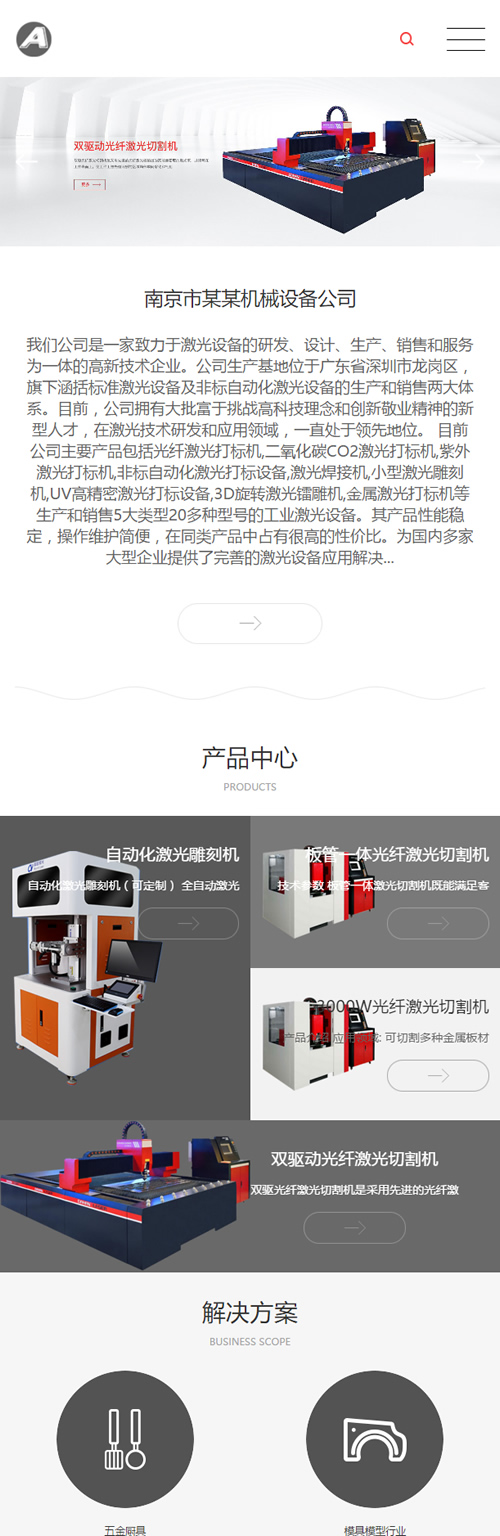 A
双驱动光纤激光切割机
更多
南京市某某机械设备公司
我们公司是一家致力于激光设备的研发、设计、生产、销售和服务
为一体的高新技术企业。公司生产基地位于广东省深圳市龙岗区，
旗下涵括标准激光设备及非标自动化激光设备的生产和销售两大体
系。目前，公司拥有大批富于挑战高科技理念和创新敬业精神的新
型人才，在激光技术研发和应用领域，一直处于领先地位。 目前
公司主要产品包括光纤激光打标机,二氧化碳CO2激光打标机,紫外
激光打标机,非标自动化激光打标设备,激光焊接机,小型激光雕刻
机,UV高精密激光打标设备,3D旋转激光镭雕机,金属激光打标机等
生产和销售5大类型20多种型号的工业激光设备。其产品性能稳
定，操作维护简便，在同类产品中占有很高的性价比。为国内多家
大型企业提供了完善的激光设备应用解决...
产品中心
PRODUCTS
自动化激光雕刻机
自动化激光雕刻机（可定制） 全自动激光
板管一体光纤激光切割机
技术参数 板管一体激光切割机既能满足客
3000W光纤激光切割机
产品介绍 应用领域: 可切割多种金属板材
双驱动光纤激光切割机
双驱光纤激光切割机是采用先进的光纤激
解决方案
BUSINESS SCOPE
五金厨具
模具模型行业